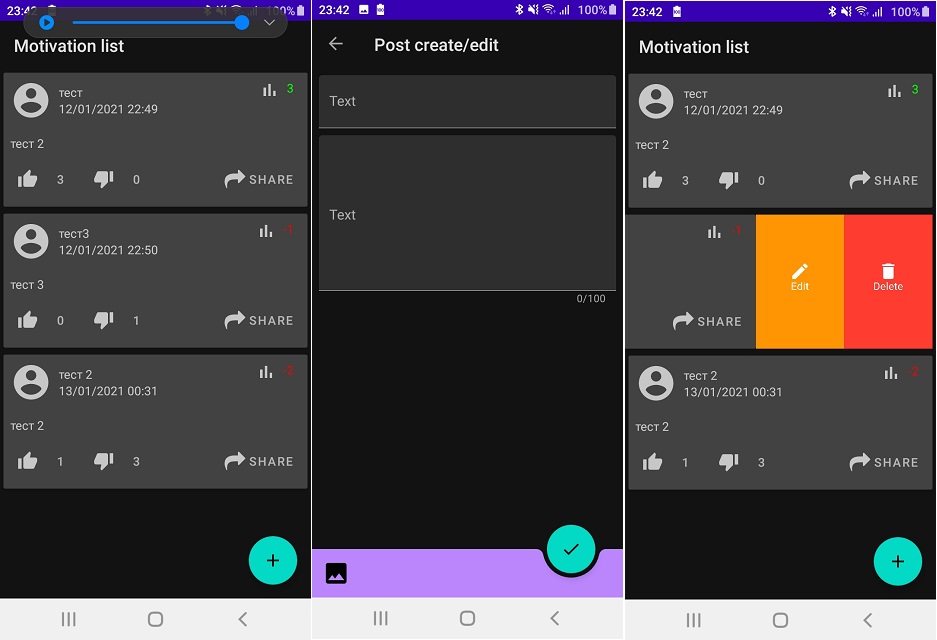 23:42
100%
Motivation list
тест
3
12/01/2021 22:49
тест 2
3
0
SHARE
тест3
-1
12/01/2021 22:50
тест 3
0
1
SHARE
тест 2
-2
13/01/2021 00:31
тест 2
1
3
SHARE
23:42
100%
Post create/edit
Text
Text
0/100
23:42
100%
Motivation list
тест
3
12/01/2021 22:49
тест 2
3
0
SHARE
-1
SHARE
Edit
Delete
тест 2
-2
13/01/2021 00:31
тест 2
1
3
SHARE